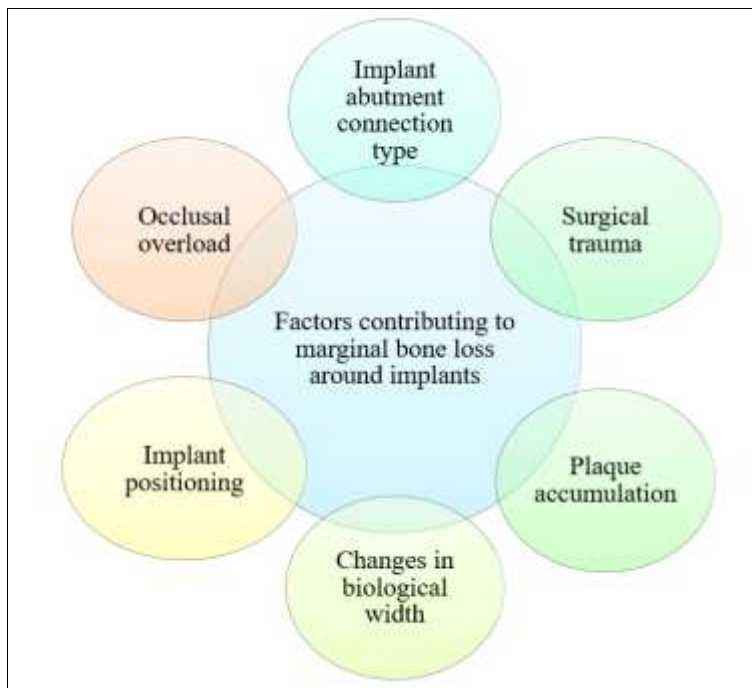 Implant
abutment
connection
type
Occlusal
overload
Surgical
trauma
Factors contributing to
marginal bone loss
around implants
Implant
positioning
Plaque
accumulation
Changes in
biological
width